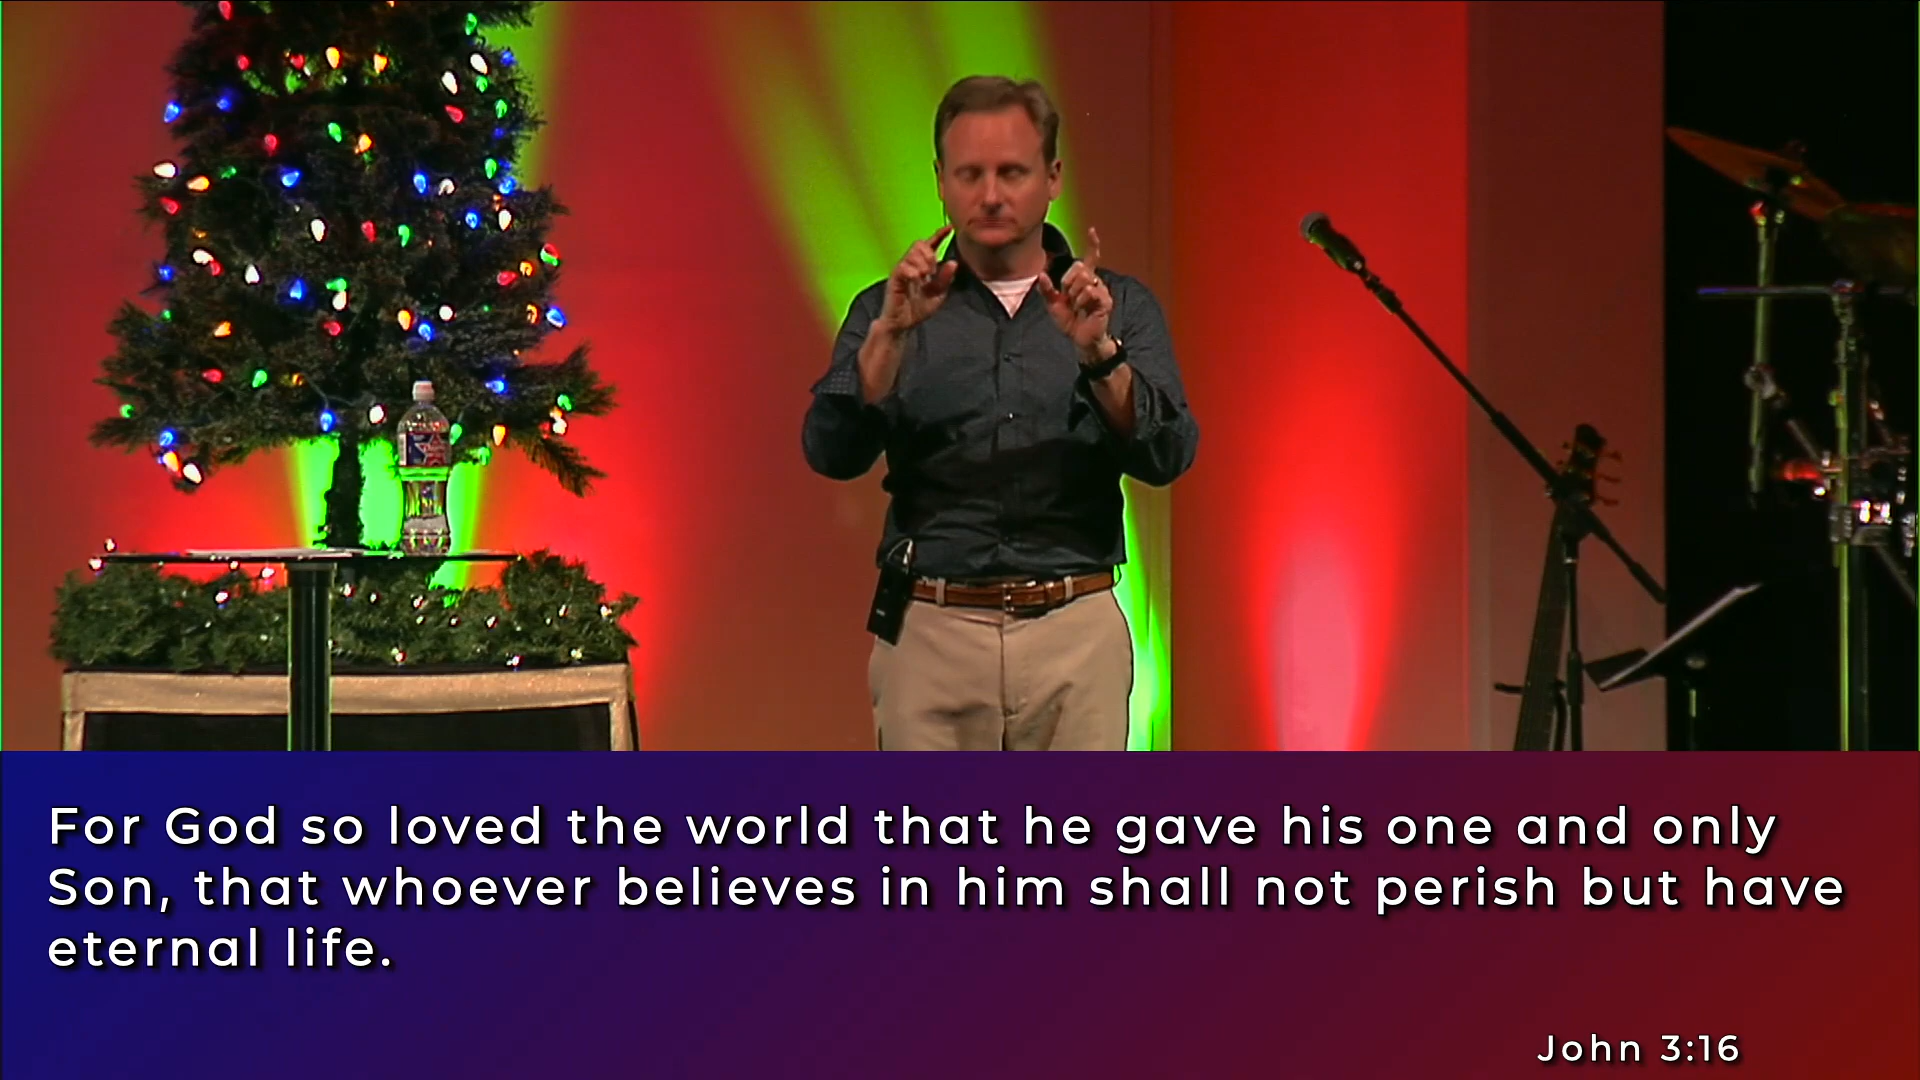 For God so loved the world that he gave his one and only
Son, that whoever believes in him shall not perish but have
eternal life.
John 3:16